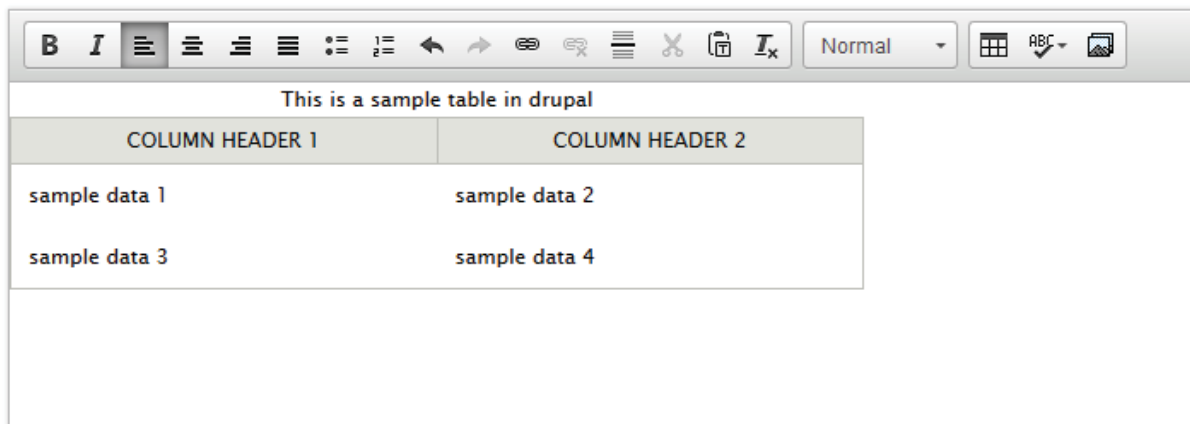 B I Normal ABC
This is a sample table in drupal
COLUMN HEADER 1 COLUMN HEADER 2
sample data 1 sample data 2
sample data 3 sample data 4